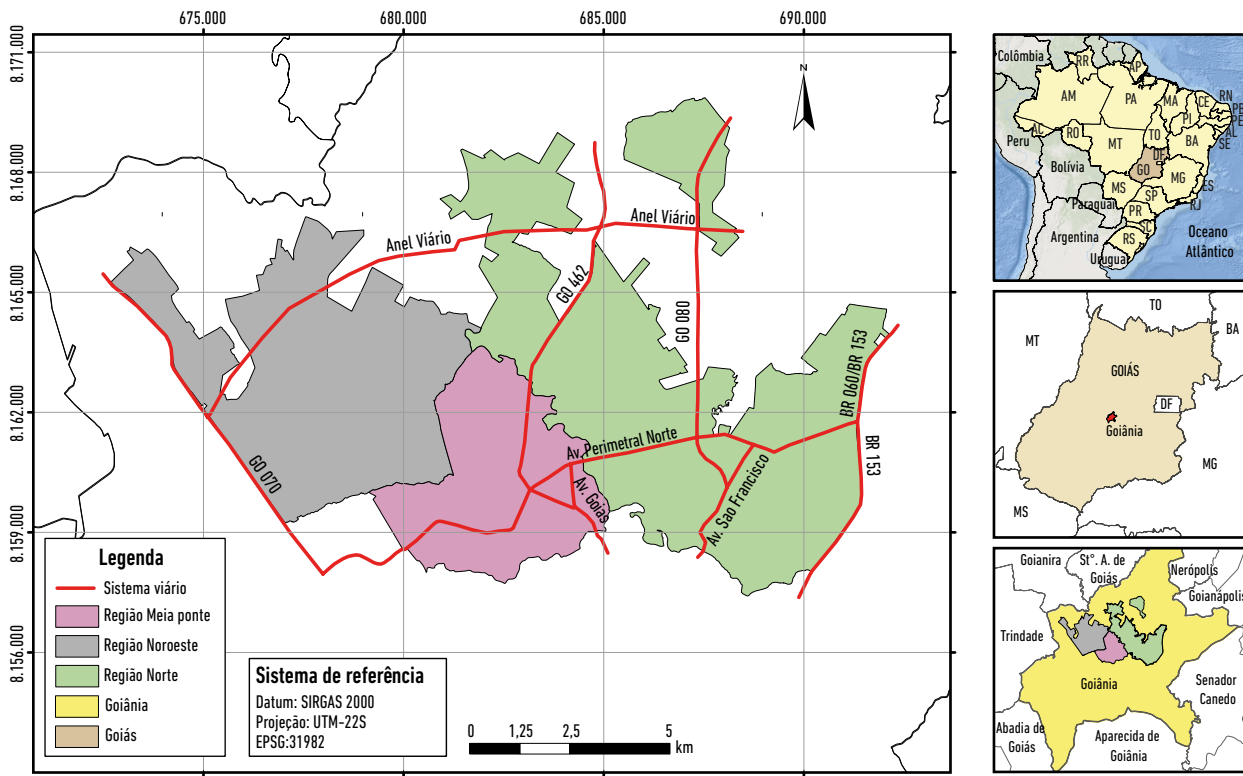 675.000
680.000
685.000
690.000
8.171.000
8.168.000
8.165.000
8.162.000
8.159.000
8.156.000
N
Anel Viário
Anel Viário
GO 462
GO 080
BR 060/BR 153
BR 153
Av. Perimetral Norte
Av. Goiás
Av. Sao Francisco
GO 070
Legenda
Sistema viário
Região Meia ponte
Região Noroeste
Região Norte
Goiânia
Goiás
Sistema de referência
Datum: SIRGAS 2000
Projeção: UTM-22S
EPSG:31982
0 1,25 2,5 5
km
Colômbia
RR
AP
AM
PA
MA
CE
RN
PB
PE
PI
AL
SE
AC
RO
TO
BA
Peru
MT
DF
GO
Bolívia
MG
MS
ES
SP
RJ
Paraguai
PR
SC
Argentina
RS
Uruguai
Oceano
Atlântico
TO
BA
MT
GOIÁS
DF
Goiânia
MG
MS
Goianira
St°. A. de
Goiás
Nerópolis
Goianápolis
Trindade
Goiânia
Senador
Canedo
Abadia de
Goiás
Aparecida de
Goiânia